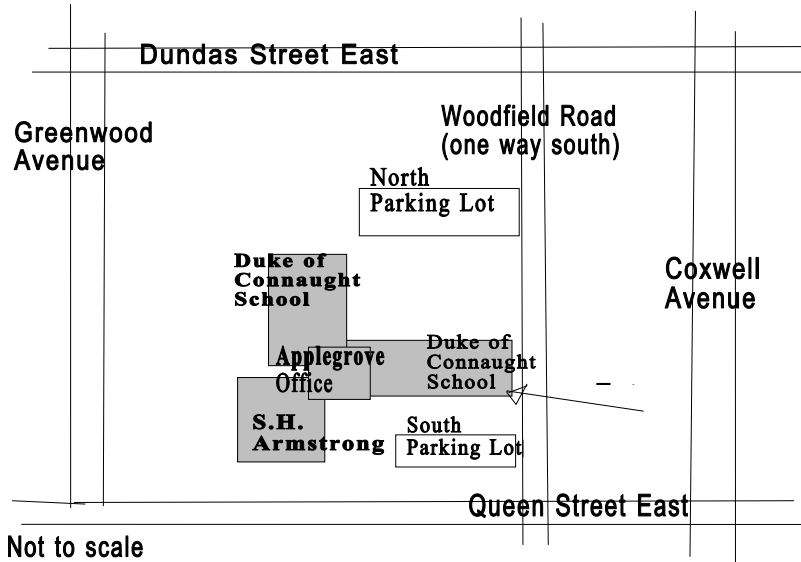 Dundas Street East
Woodfield Road
(one way south)
Greenwood
Avenue
North
Parking Lot
Duke of
Connaught
School
Coxwell
Avenue
Duke of
Connaught
School
Applegrove
Office
S.H.
Armstrong
South
Parking Lot
Queen Street East
Not to scale